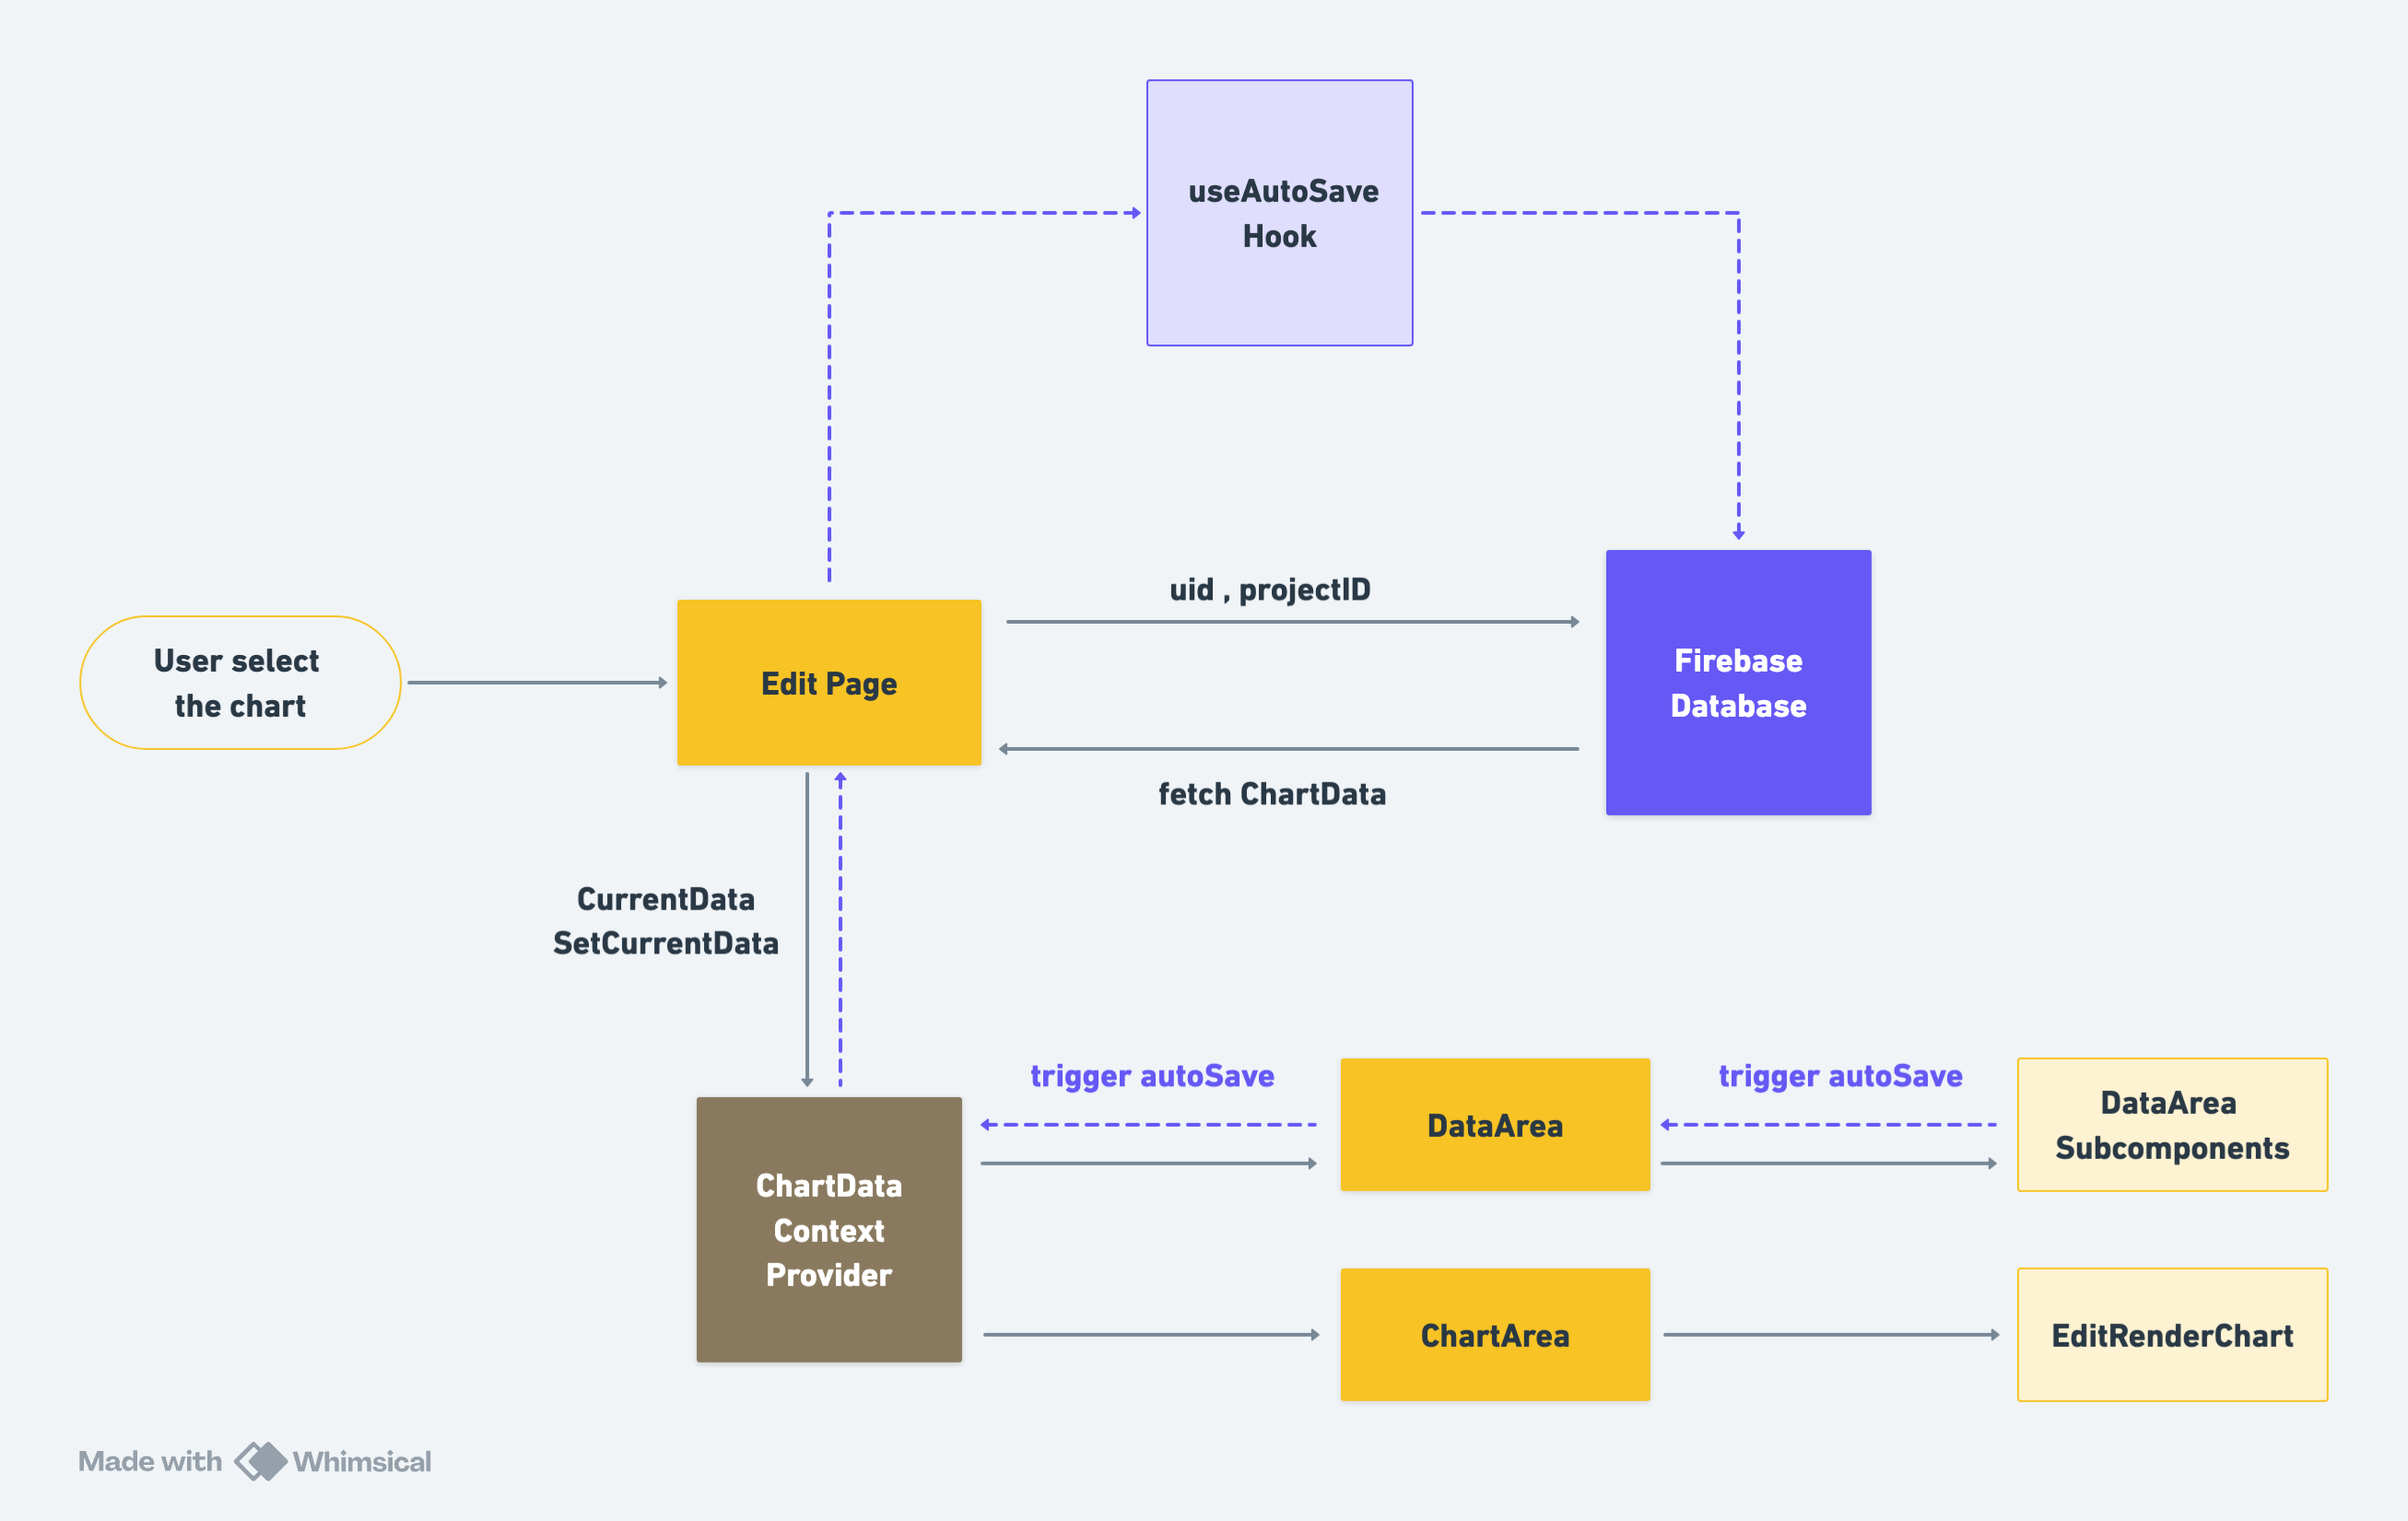 useAutoSave
Hook
uid , projectID
User select
the chart
Edit Page
Firebase
Database
fetch ChartData
CurrentData
SetCurrentData
trigger autoSave
trigger autoSave
DataArea
DataArea
Subcomponents
ChartData
Context
Provider
ChartArea
EditRenderChart
Made with Whimsical